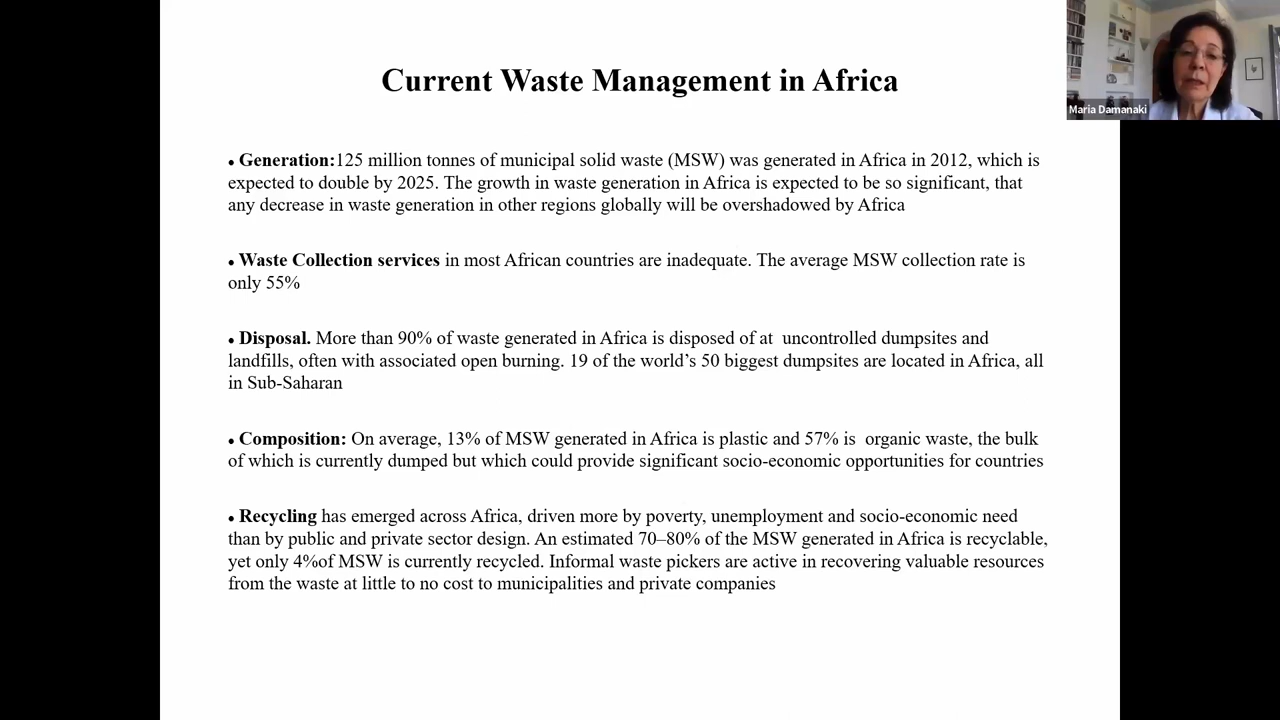 Current Waste Management in Africa
Maria Damanaki
• Generation:125 million tonnes of municipal solid waste (MSW) was generated in Africa in 2012, which is
expected to double by 2025. The growth in waste generation in Africa is expected to be so significant, that
any decrease in waste generation in other regions globally will be overshadowed by Africa
• Waste Collection services in most African countries are inadequate. The average MSW collection rate is
only 55%
• Disposal. More than 90% of waste generated in Africa is disposed of at  uncontrolled dumpsites and
landfills, often with associated open burning. 19 of the world’s 50 biggest dumpsites are located in Africa, all
in Sub-Saharan
• Composition: On average, 13% of MSW generated in Africa is plastic and 57% is  organic waste, the bulk
of which is currently dumped but which could provide significant socio-economic opportunities for countries
• Recycling has emerged across Africa, driven more by poverty, unemployment and socio-economic need
than by public and private sector design. An estimated 70–80% of the MSW generated in Africa is recyclable,
yet only 4%of MSW is currently recycled. Informal waste pickers are active in recovering valuable resources
from the waste at little to no cost to municipalities and private companies